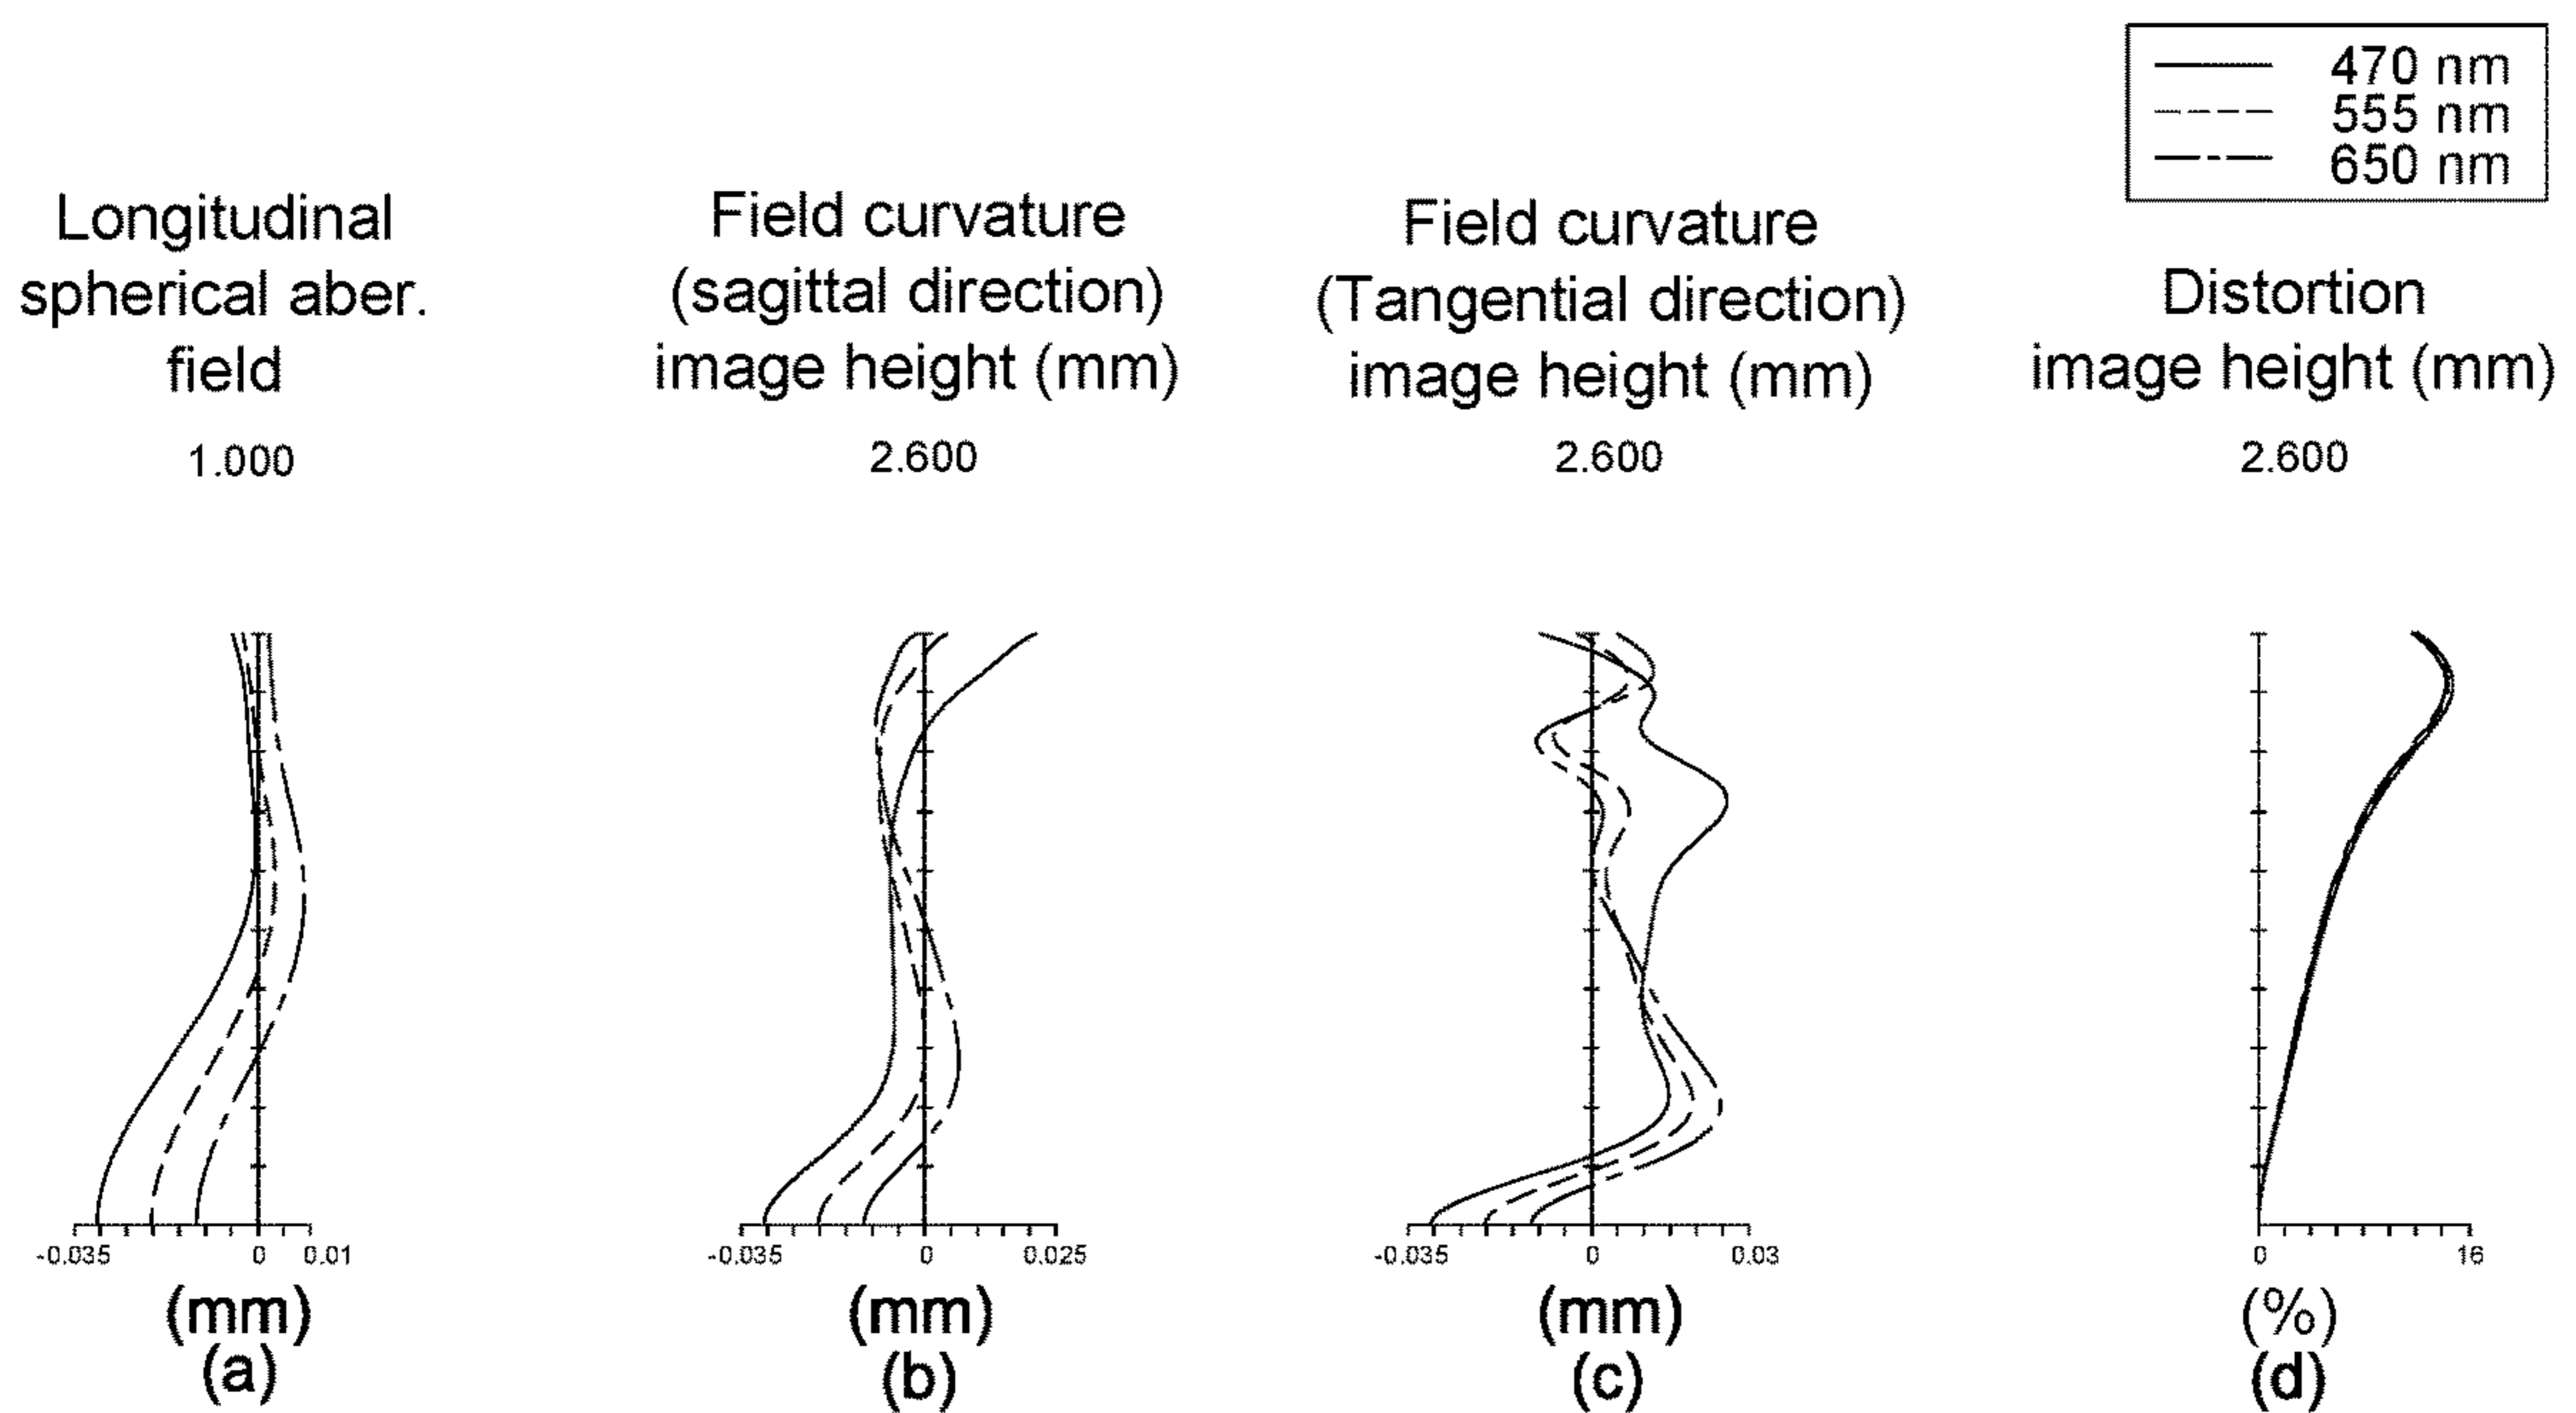 470 nm
555 nm
650 nm
Longitudinal
spherical aber.
field
1.000
Field curvature
(sagittal direction)
image height (mm)
2.600
Field curvature
(Tangential direction)
image height (mm)
2.600
Distortion
image height (mm)
2.600
-0.035 0 0.01
(mm)
(a)
-0.035 0 0.025
(mm)
(b)
-0.035 0 0.03
(mm)
(c)
0 16
(%)
(d)